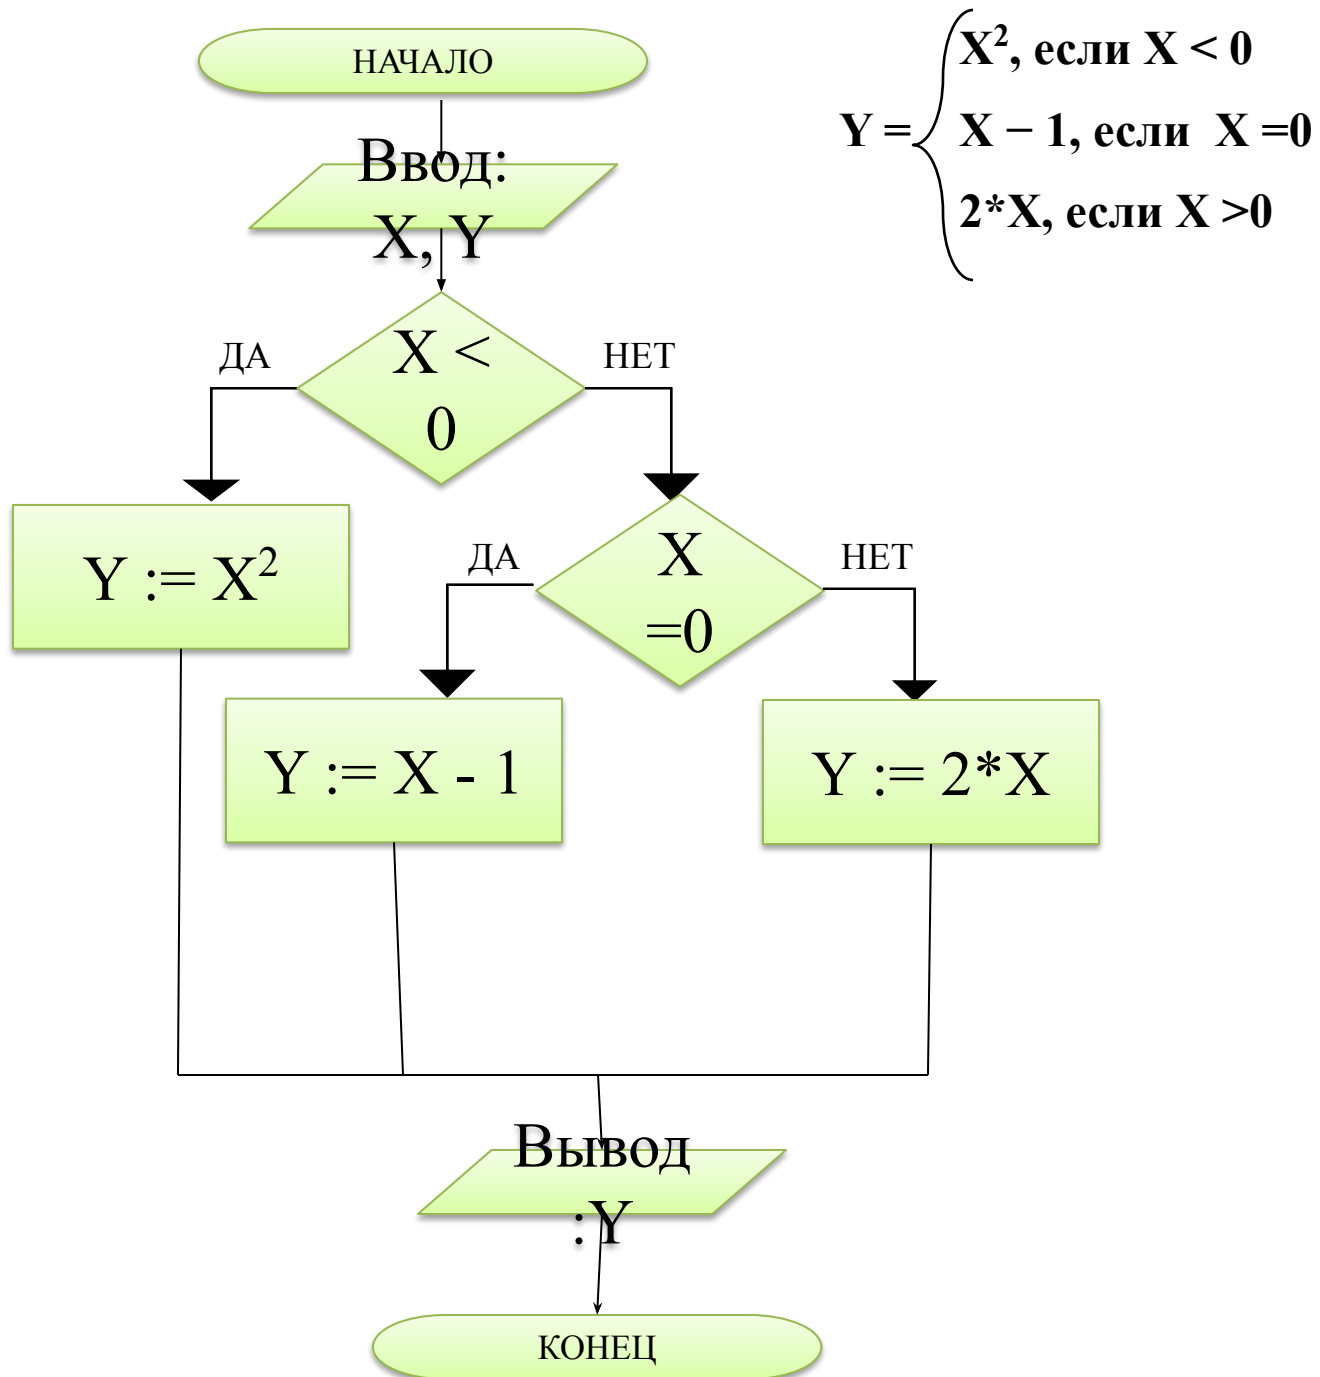 НАЧАЛО
X², если X < 0
Y =
X − 1, если X =0
2*X, если X >0
Ввод:
X, Y
ДА
X <
0
НЕТ
Y := X²
ДА
X
=0
НЕТ
Y := X - 1
Y := 2*X
Вывод
:Y
КОНЕЦ